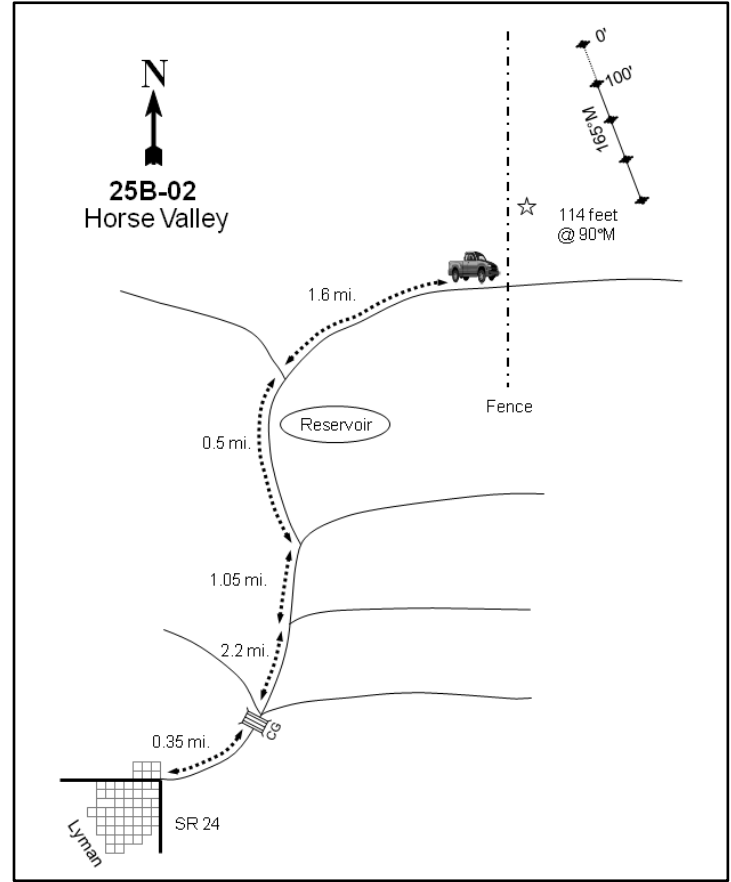 N
25B-02
Horse Valley
0'
100'
165°M
114 feet
@ 90°M
1.6 mi.
Fence
Reservoir
0.5 mi.
1.05 mi.
2.2 mi.
CG
0.35 mi.
SR 24
Lyman